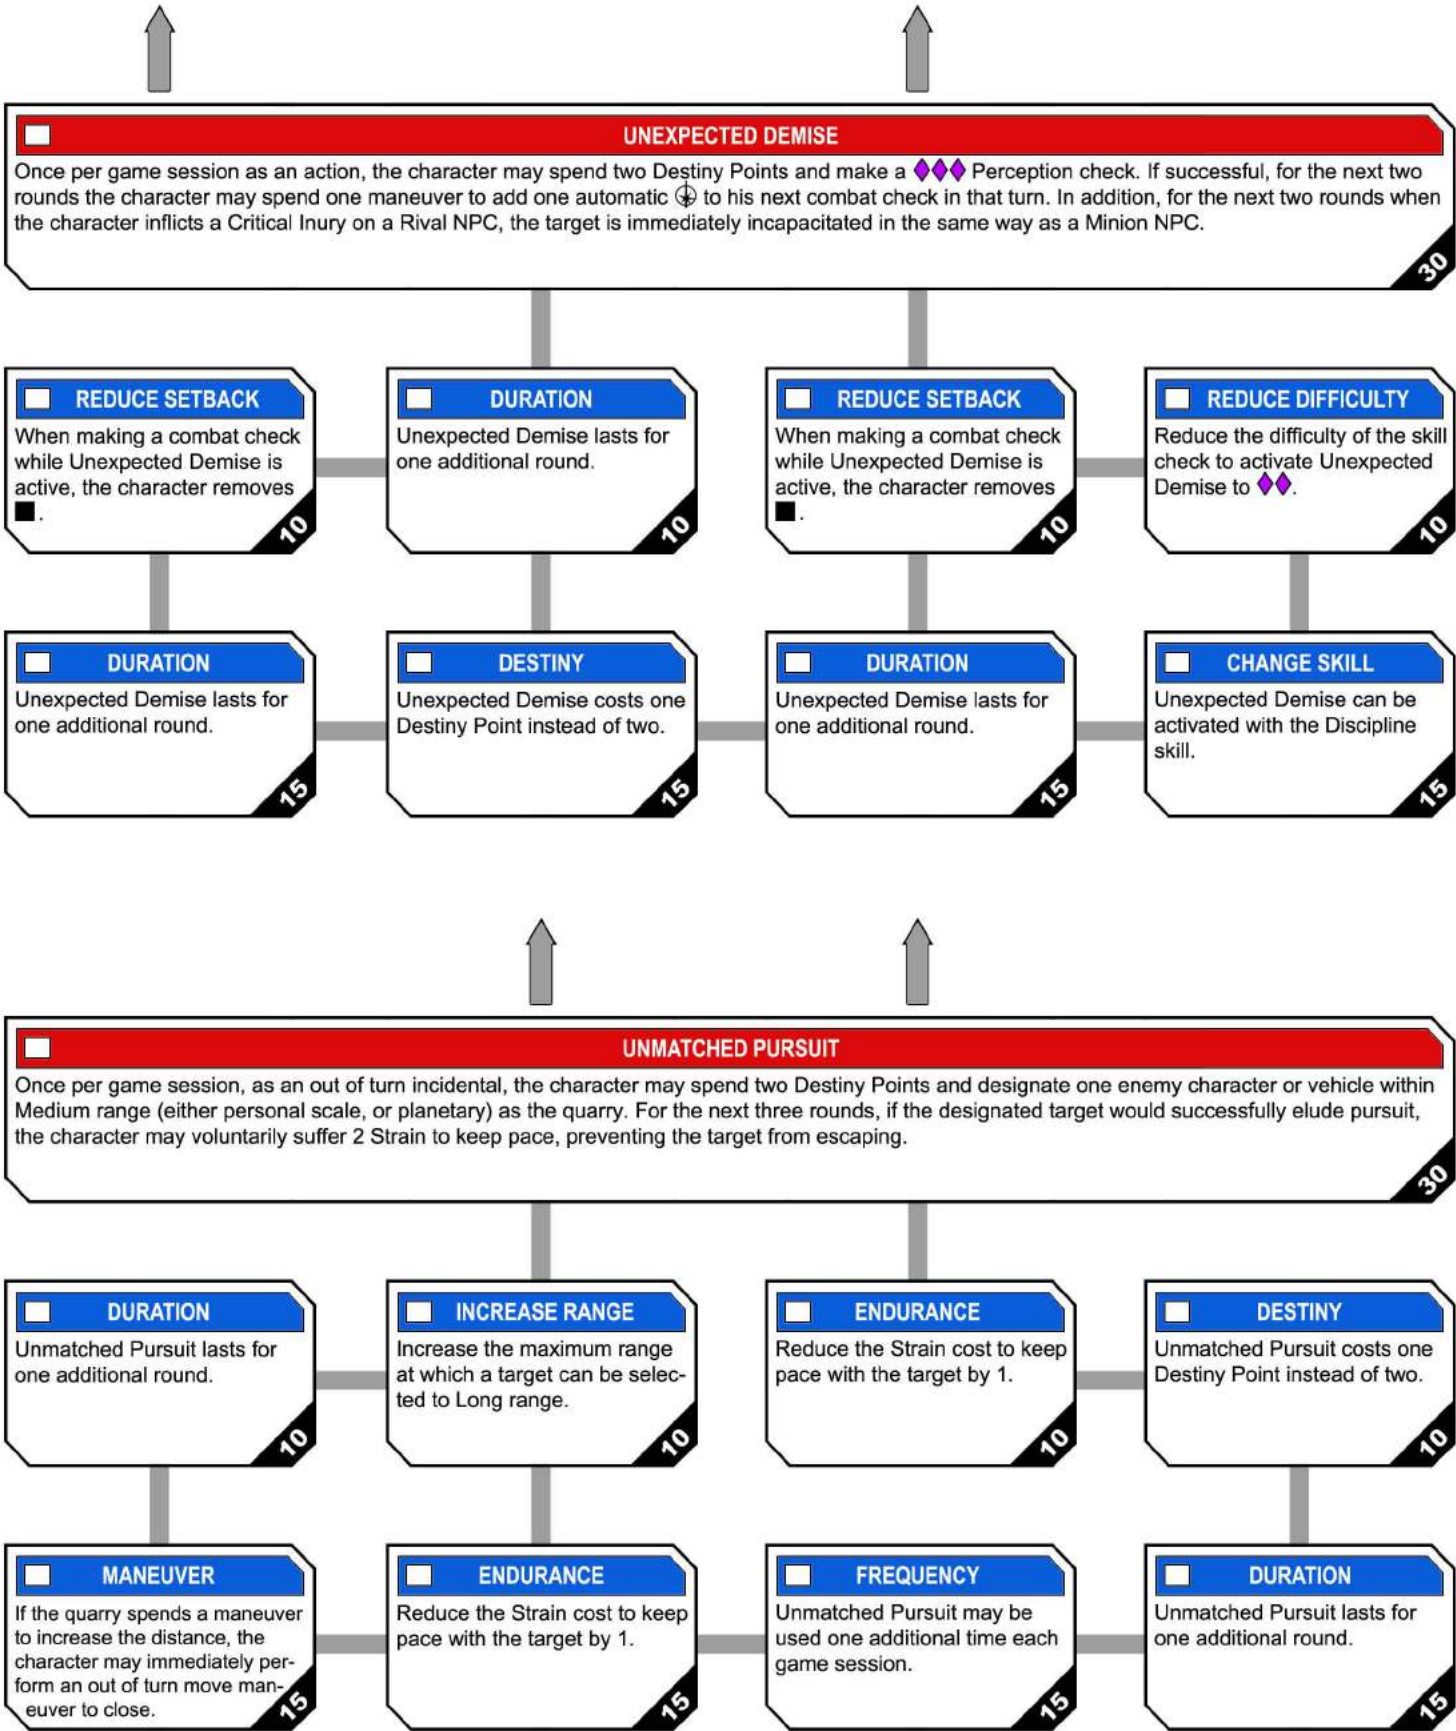 UNEXPECTED DEMISE
Once per game session as an action, the character may spend two Destiny Points and make a ♦♦♦ Perception check. If successful, for the next two
rounds the character may spend one maneuver to add one automatic to his next combat check in that turn. In addition, for the next two rounds when
the character inflicts a Critical Inury on a Rival NPC, the target is immediately incapacitated in the same way as a Minion NPC.
30
REDUCE SETBACK
When making a combat check
while Unexpected Demise is
active, the character removes
■.
10
DURATION
Unexpected Demise lasts for
one additional round.
10
REDUCE SETBACK
When making a combat check
while Unexpected Demise is
active, the character removes
■.
10
REDUCE DIFFICULTY
Reduce the difficulty of the skill
check to activate Unexpected
Demise to ♦♦.
10
DURATION
Unexpected Demise lasts for
one additional round.
15
DESTINY
Unexpected Demise costs one
Destiny Point instead of two.
15
DURATION
Unexpected Demise lasts for
one additional round.
15
CHANGE SKILL
Unexpected Demise can be
activated with the Discipline
skill.
15
UNMATCHED PURSUIT
Once per game session, as an out of turn incidental, the character may spend two Destiny Points and designate one enemy character or vehicle within
Medium range (either personal scale, or planetary) as the quarry. For the next three rounds, if the designated target would successfully elude pursuit,
the character may voluntarily suffer 2 Strain to keep pace, preventing the target from escaping.
30
DURATION
Unmatched Pursuit lasts for
one additional round.
10
INCREASE RANGE
Increase the maximum range
at which a target can be selec-
ted to Long range.
10
ENDURANCE
Reduce the Strain cost to keep
pace with the target by 1.
10
DESTINY
Unmatched Pursuit costs one
Destiny Point instead of two.
10
MANEUVER
If the quarry spends a maneuver
to increase the distance, the
character may immediately per-
form an out of turn move man-
euver to close.
15
ENDURANCE
Reduce the Strain cost to keep
pace with the target by 1.
15
FREQUENCY
Unmatched Pursuit may be
used one additional time each
game session.
15
DURATION
Unmatched Pursuit lasts for
one additional round.
15